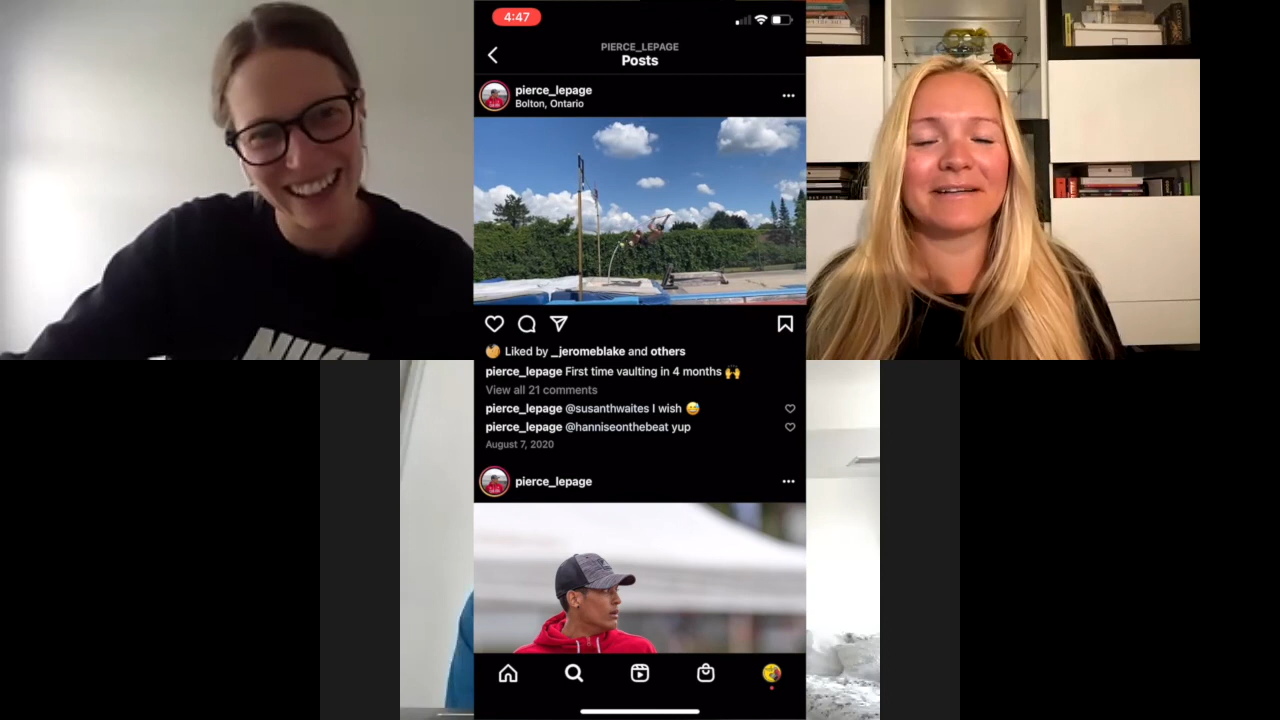 4:47
PIERCE_LEPAGE
Posts
pierce_lepage
Bolton, Ontario
Liked by _jeromeblake and others
pierce_lepage First time vaulting in 4 months 🙌
View all 21 comments
pierce_lepage @susanthwaites I wish 😅
pierce_lepage @hanniseonthebeat yup
August 7, 2020
pierce_lepage
NIKE